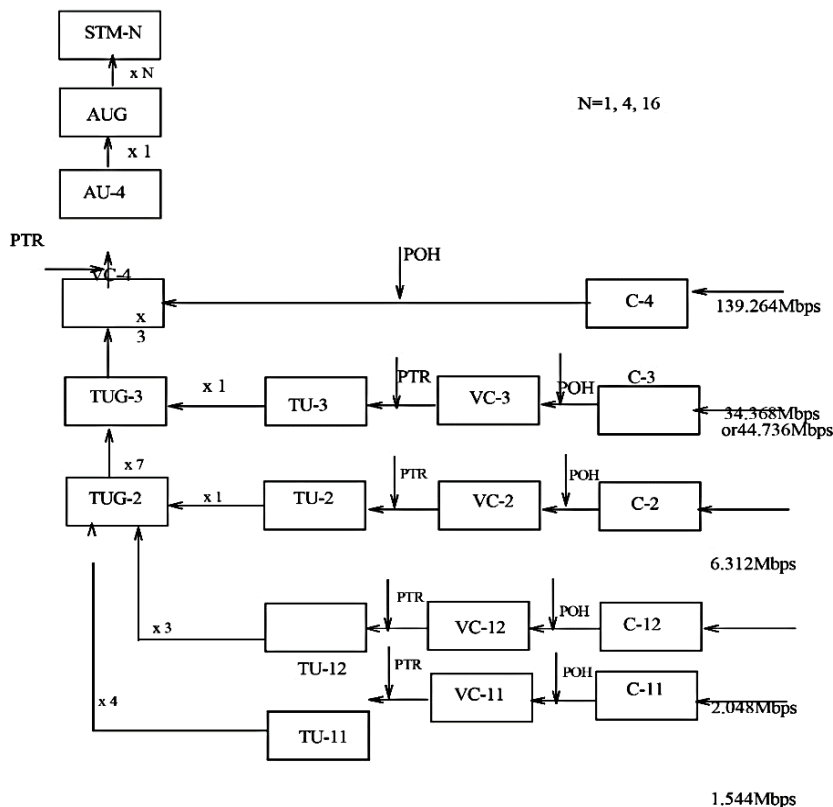 STM-N
x N
AUG
N=1, 4, 16
x 1
AU-4
PTR
POH
VC-4
C-4
139.264Mbps
x
3
C-3
PTR
POH
x 1
TUG-3
TU-3
VC-3
34.368Mbps
or44.736Mbps
x 7
PTR
POH
TUG-2
x 1
TU-2
VC-2
C-2
6.312Mbps
PTR
POH
x 3
VC-12
C-12
TU-12
PTR
POH
x 4
VC-11
C-11
2.048Mbps
TU-11
1.544Mbps